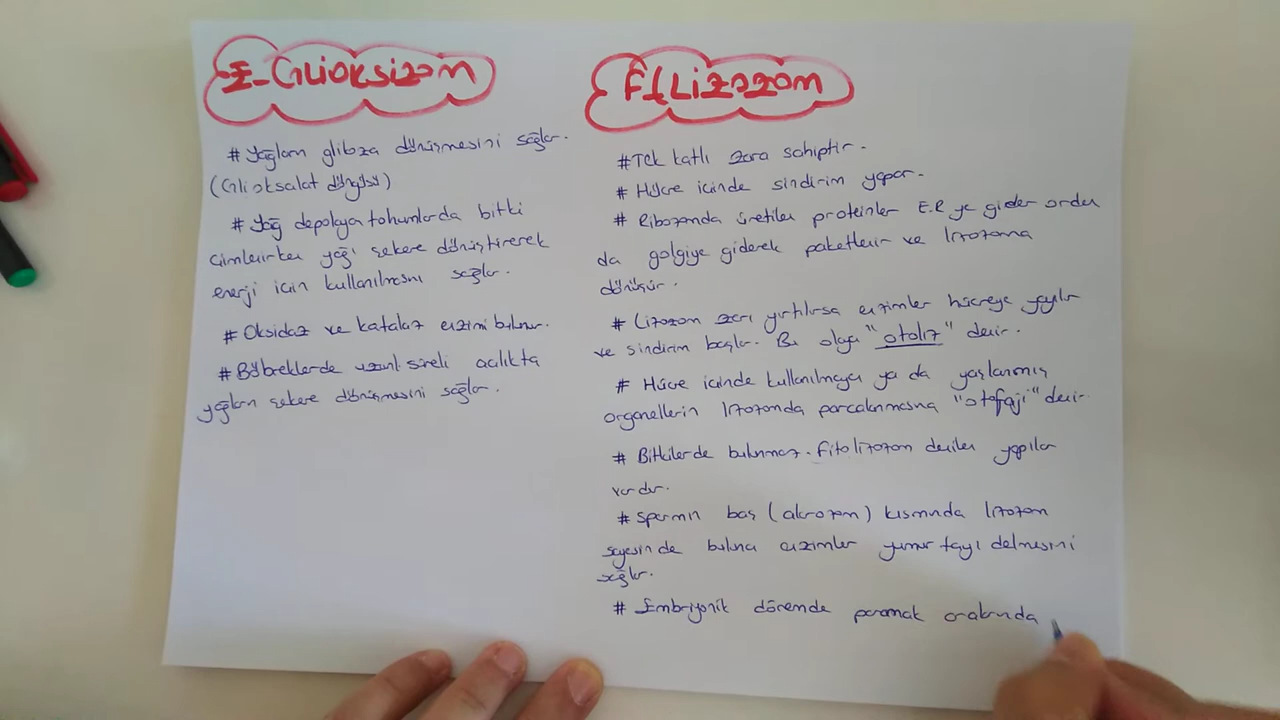 E- Glioksizom
# Yağların glikoza dönüşmesini sağlar.
(Glioksalat döngüsü)
# Yağ depolayan tohumlarda bitki
çimlenirken yağı şekere dönüştürerek
enerji için kullanılmasını sağlar.
# Oksidaz ve katalaz enzimi bulunur.
# Böbreklerde uzun süreli açlıkta
yağların şekere dönüşmesini sağlar.
F) Lizozom
# Tek katlı zara sahiptir.
# Hücre içinde sindirim yapar.
# Ribozomda üretilen proteinler E.R ye gider ordan
da golgiye giderek paketlenir ve lizozoma
dönüşür.
# Lizozom zarı yırtılırsa enzimler hücreye yayılır
ve sindirim başlar. Bu olaya "otoliz" denir.
# Hücre içinde kullanılmayan ya da yaşlanmış
organellerin lizozomda parçalanmasına "otofaji" denir.
# Bitkilerde bulunmaz. Fitolizozom denilen yapılar
vardır.
# Spermin baş (akrozom) kısmında lizozom
sayesinde bulunan enzimler yumurtayı delmesini
sağlar.
# Embriyonik dönemde paramak aralarında